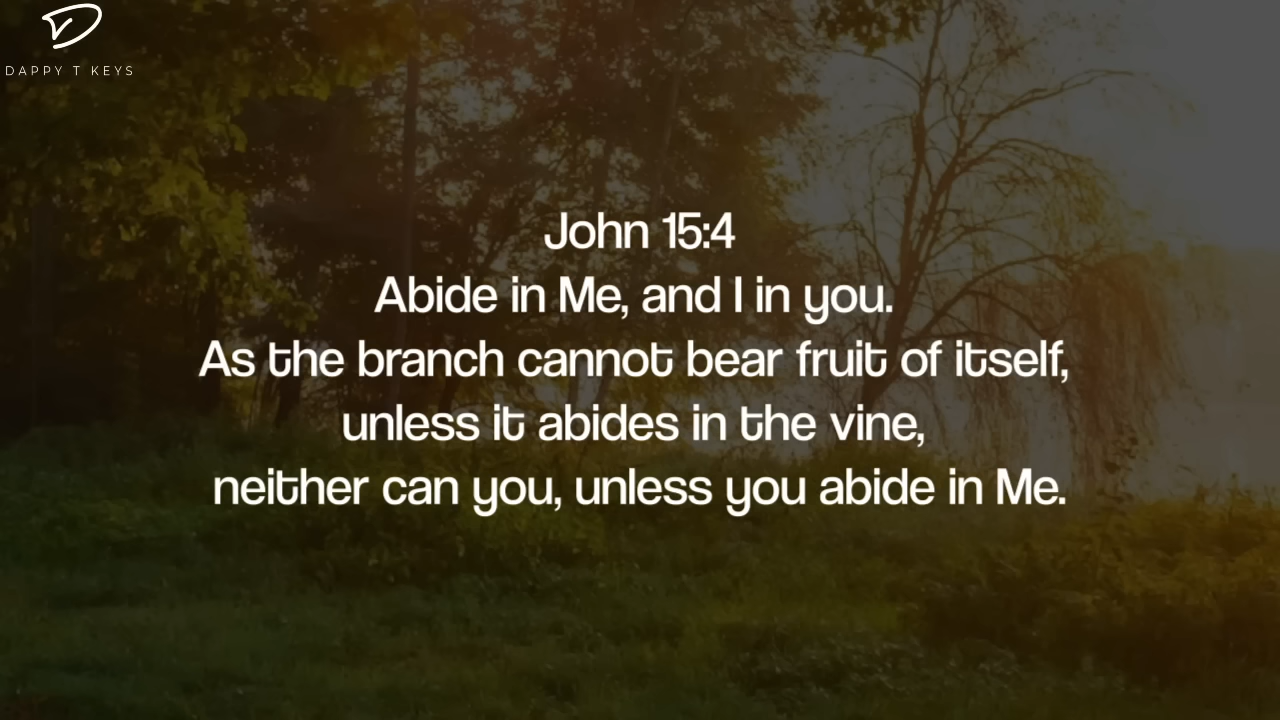 DAPPY T KEYS
John 15:4
Abide in Me, and I in you.
As the branch cannot bear fruit of itself,
unless it abides in the vine,
neither can you, unless you abide in Me.